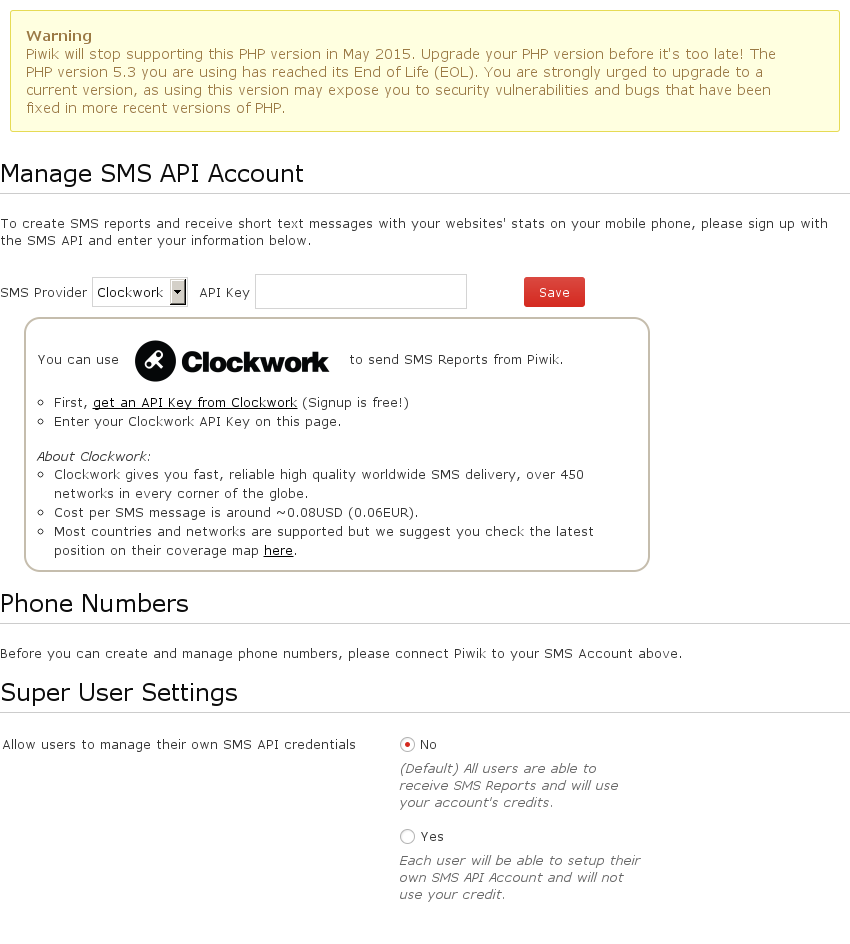 Warning
Piwik will stop supporting this PHP version in May 2015. Upgrade your PHP version before it's too late! The
PHP version 5.3 you are using has reached its End of Life (EOL). You are strongly urged to upgrade to a
current version, as using this version may expose you to security vulnerabilities and bugs that have been
fixed in more recent versions of PHP.
Manage SMS API Account
To create SMS reports and receive short text messages with your websites' stats on your mobile phone, please sign up with
the SMS API and enter your information below.
SMS Provider Clockwork API Key Save
You can use Clockwork to send SMS Reports from Piwik.
First, get an API Key from Clockwork (Signup is free!)
Enter your Clockwork API Key on this page.
About Clockwork:
Clockwork gives you fast, reliable high quality worldwide SMS delivery, over 450
networks in every corner of the globe.
Cost per SMS message is around ~0.08USD (0.06EUR).
Most countries and networks are supported but we suggest you check the latest
position on their coverage map here.
Phone Numbers
Before you can create and manage phone numbers, please connect Piwik to your SMS Account above.
Super User Settings
Allow users to manage their own SMS API credentials No
(Default) All users are able to
receive SMS Reports and will use
your account's credits.
Yes
Each user will be able to setup their
own SMS API Account and will not
use your credit.